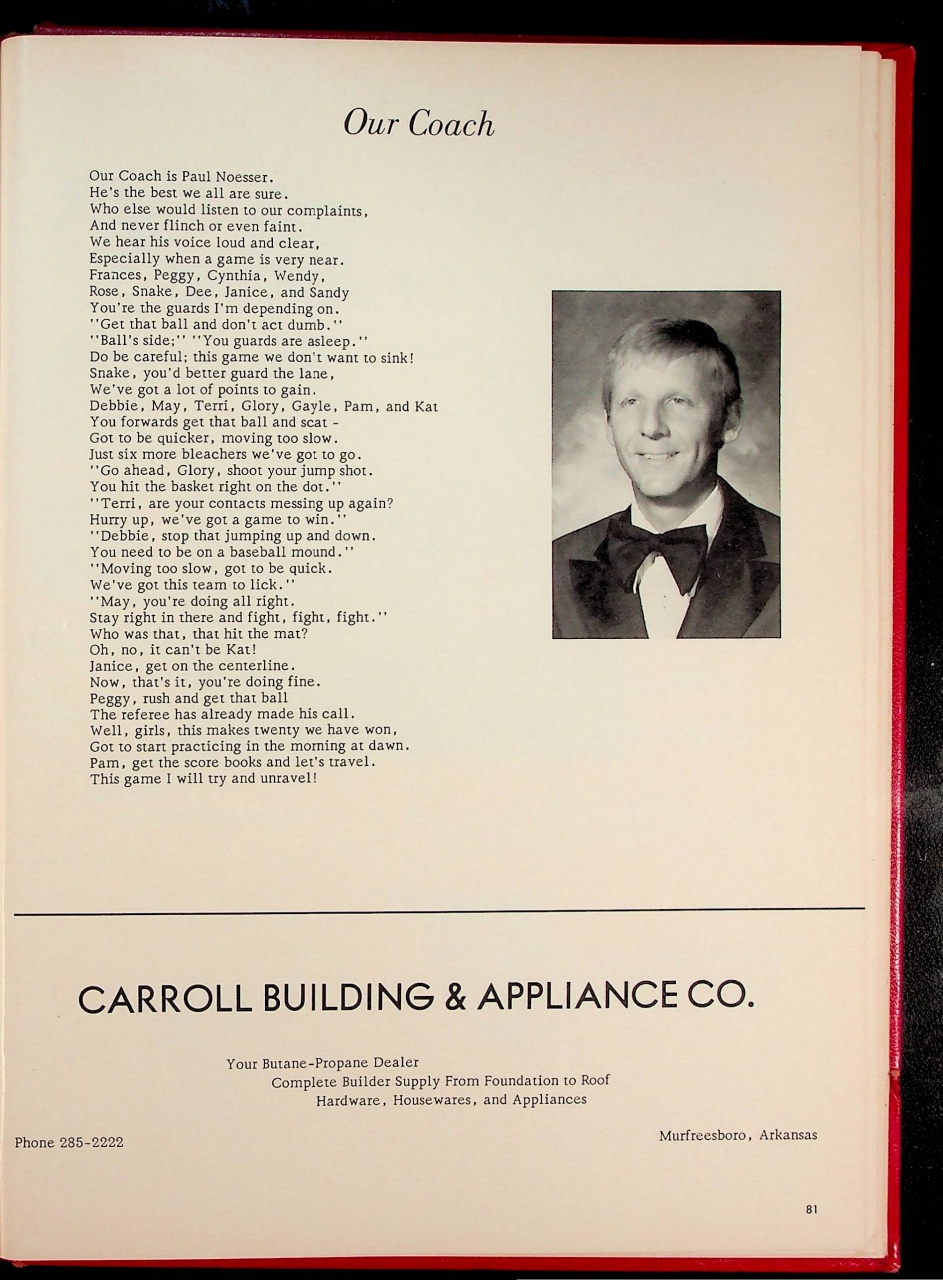 Our Coach
Our Coach is Paul Noesser.
He's the best we all are sure.
Who else would listen to our complaints,
And never flinch or even faint.
We hear his voice loud and clear,
Especially when a game is very near.
Frances, Peggy, Cynthia, Wendy,
Rose, Snake, Dee, Janice, and Sandy
You're the guards I'm depending on.
''Get that ball and don't act dumb.''
''Ball's side;'' ''You guards are asleep.''
Do be careful; this game we don't want to sink!
Snake, you'd better guard the lane,
We've got a lot of points to gain.
Debbie, May, Terri, Glory, Gayle, Pam, and Kat
You forwards get that ball and scat -
Got to be quicker, moving too slow.
Just six more bleachers we've got to go.
''Go ahead, Glory, shoot your jump shot.
You hit the basket right on the dot.''
''Terri, are your contacts messing up again?
Hurry up, we've got a game to win.''
''Debbie, stop that jumping up and down.
You need to be on a baseball mound.''
''Moving too slow, got to be quick.
We've got this team to lick.''
''May, you're doing all right.
Stay right in there and fight, fight, fight.''
Who was that, that hit the mat?
Oh, no, it can't be Kat!
Janice, get on the centerline.
Now, that's it, you're doing fine.
Peggy, rush and get that ball
The referee has already made his call.
Well, girls, this makes twenty we have won,
Got to start practicing in the morning at dawn.
Pam, get the score books and let's travel.
This game I will try and unravel!
CARROLL BUILDING & APPLIANCE CO.
Your Butane-Propane Dealer
Complete Builder Supply From Foundation to Roof
Hardware, Housewares, and Appliances
Phone 285-2222
Murfreesboro, Arkansas
81